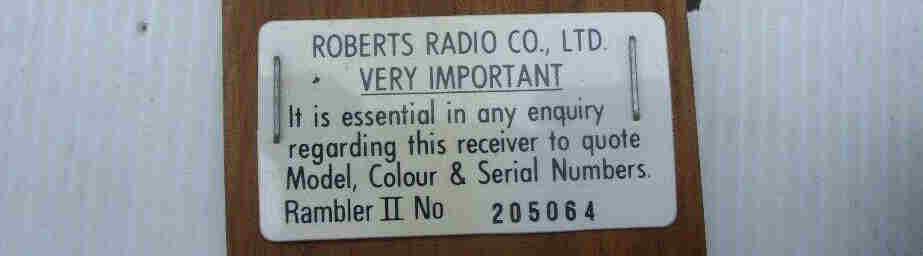 ROBERTS RADIO CO., LTD.
VERY IMPORTANT
It is essential in any enquiry
regarding this receiver to quote
Model, Colour & Serial Numbers.
Rambler II No 205064